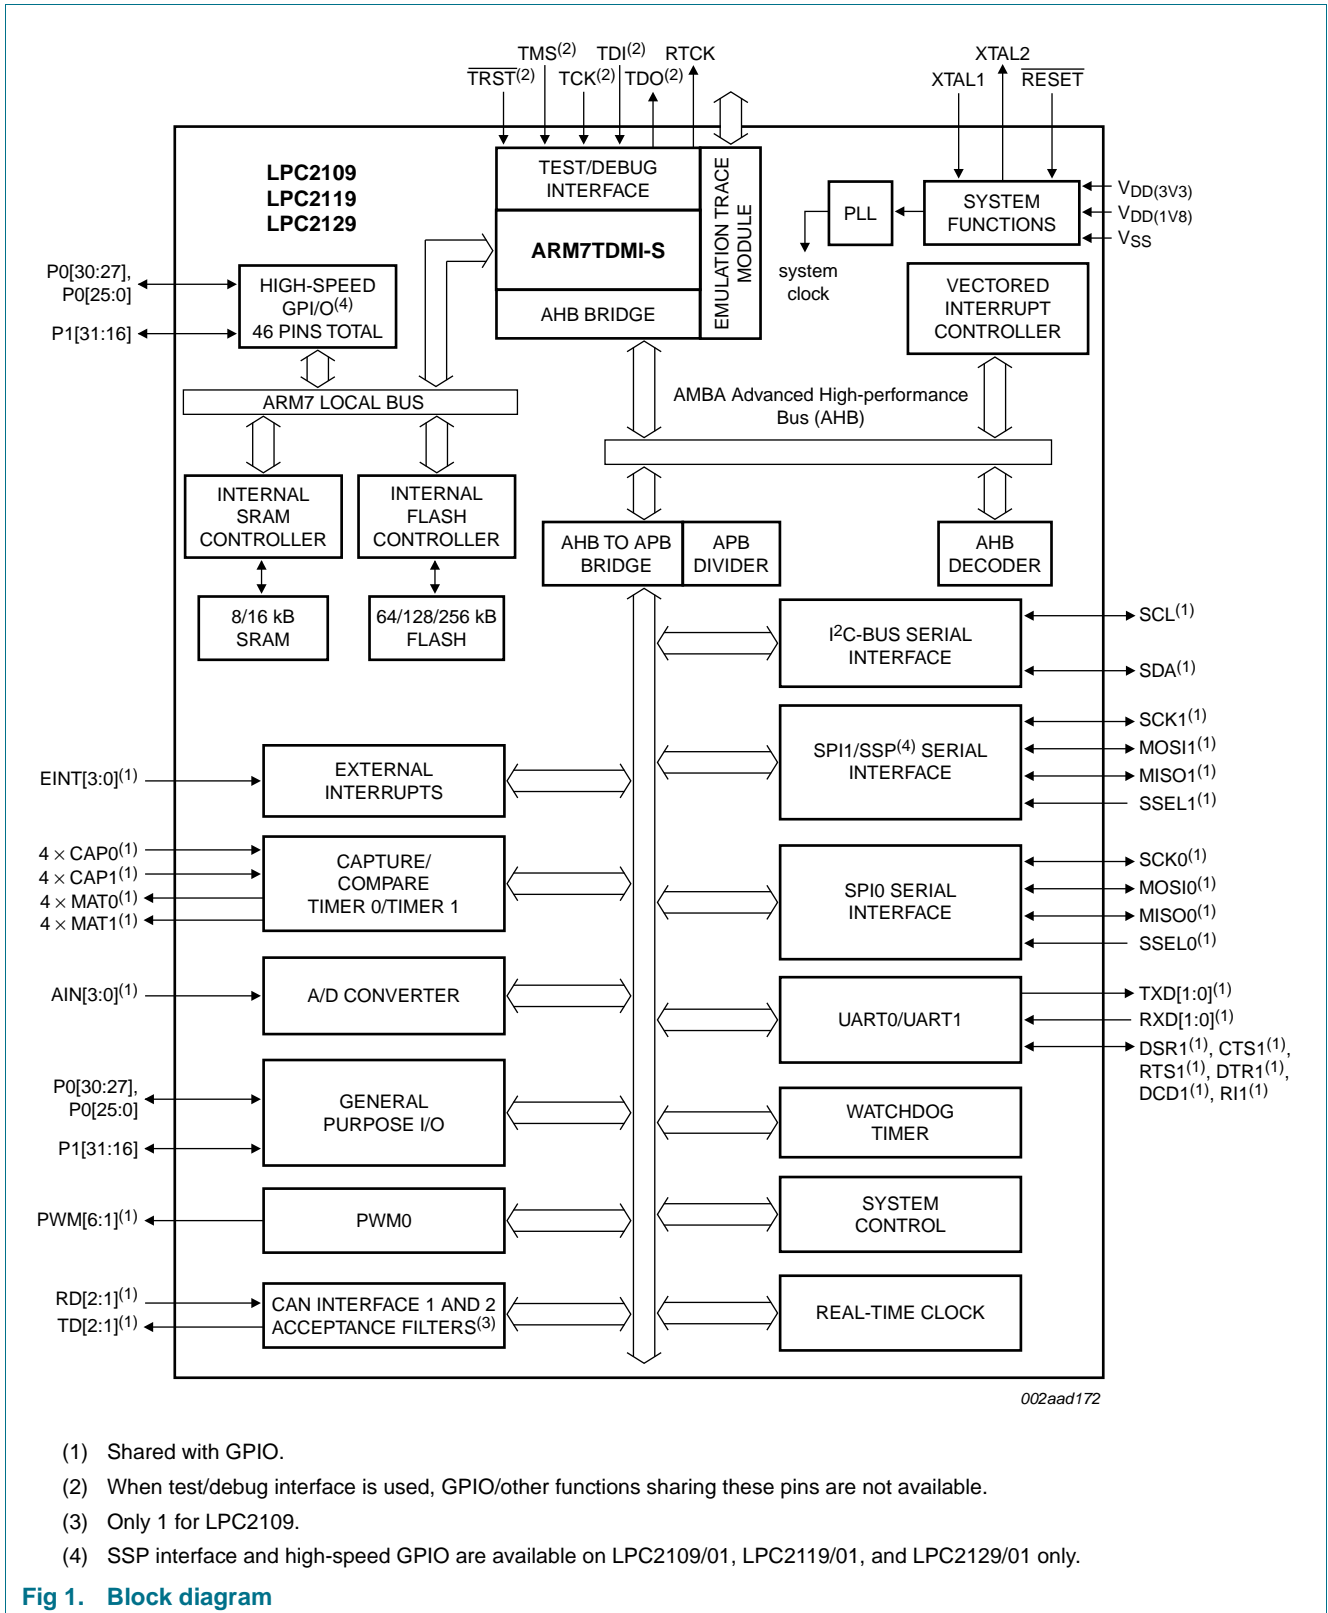 TMS(2) TDI(2) RTCK
TRST(2) TCK(2) TDO(2)
XTAL2
XTAL1 RESET
LPC2109
LPC2119
LPC2129
TEST/DEBUG
INTERFACE
ARM7TDMI-S
AHB BRIDGE
EMULATION TRACE
MODULE
PLL
system
clock
SYSTEM
FUNCTIONS
VDD(3V3)
VDD(1V8)
VSS
P0[30:27],
P0[25:0]
P1[31:16]
HIGH-SPEED
GPI/O(4)
46 PINS TOTAL
VECTORED
INTERRUPT
CONTROLLER
ARM7 LOCAL BUS
AMBA Advanced High-performance
Bus (AHB)
INTERNAL
SRAM
CONTROLLER
INTERNAL
FLASH
CONTROLLER
8/16 kB
SRAM
64/128/256 kB
FLASH
AHB TO APB
BRIDGE
APB
DIVIDER
AHB
DECODER
I2C-BUS SERIAL
INTERFACE
SCL(1)
SDA(1)
SPI1/SSP(4) SERIAL
INTERFACE
SCK1(1)
MOSI1(1)
MISO1(1)
SSEL1(1)
EINT[3:0](1)
EXTERNAL
INTERRUPTS
4 × CAP0(1)
4 × CAP1(1)
4 × MAT0(1)
4 × MAT1(1)
CAPTURE/
COMPARE
TIMER 0/TIMER 1
SPI0 SERIAL
INTERFACE
SCK0(1)
MOSI0(1)
MISO0(1)
SSEL0(1)
AIN[3:0](1)
A/D CONVERTER
UART0/UART1
TXD[1:0](1)
RXD[1:0](1)
DSR1(1), CTS1(1),
RTS1(1), DTR1(1),
DCD1(1), RI1(1)
P0[30:27],
P0[25:0]
P1[31:16]
GENERAL
PURPOSE I/O
WATCHDOG
TIMER
PWM[6:1](1)
PWM0
SYSTEM
CONTROL
RD[2:1](1)
TD[2:1](1)
CAN INTERFACE 1 AND 2
ACCEPTANCE FILTERS(3)
REAL-TIME CLOCK
002aad172
(1) Shared with GPIO.
(2) When test/debug interface is used, GPIO/other functions sharing these pins are not available.
(3) Only 1 for LPC2109.
(4) SSP interface and high-speed GPIO are available on LPC2109/01, LPC2119/01, and LPC2129/01 only.
Fig 1. Block diagram